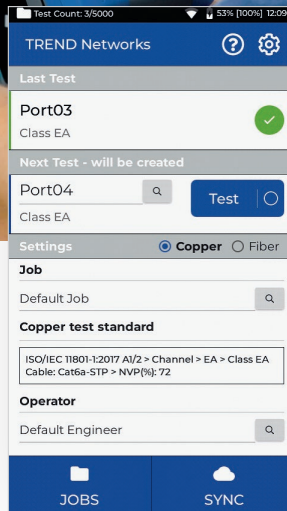 Test Count: 3/5000 53% [100%] 12:09
TREND Networks
Last Test
Port03
Class EA
Next Test - will be created
Port04
Test
Class EA
Settings Copper Fiber
Job
Default Job
Copper test standard
ISO/IEC 11801-1:2017 A1/2 > Channel > EA > Class EA
Cable: Cat6a-STP > NVP(%): 72
Operator
Default Engineer
JOBS SYNC